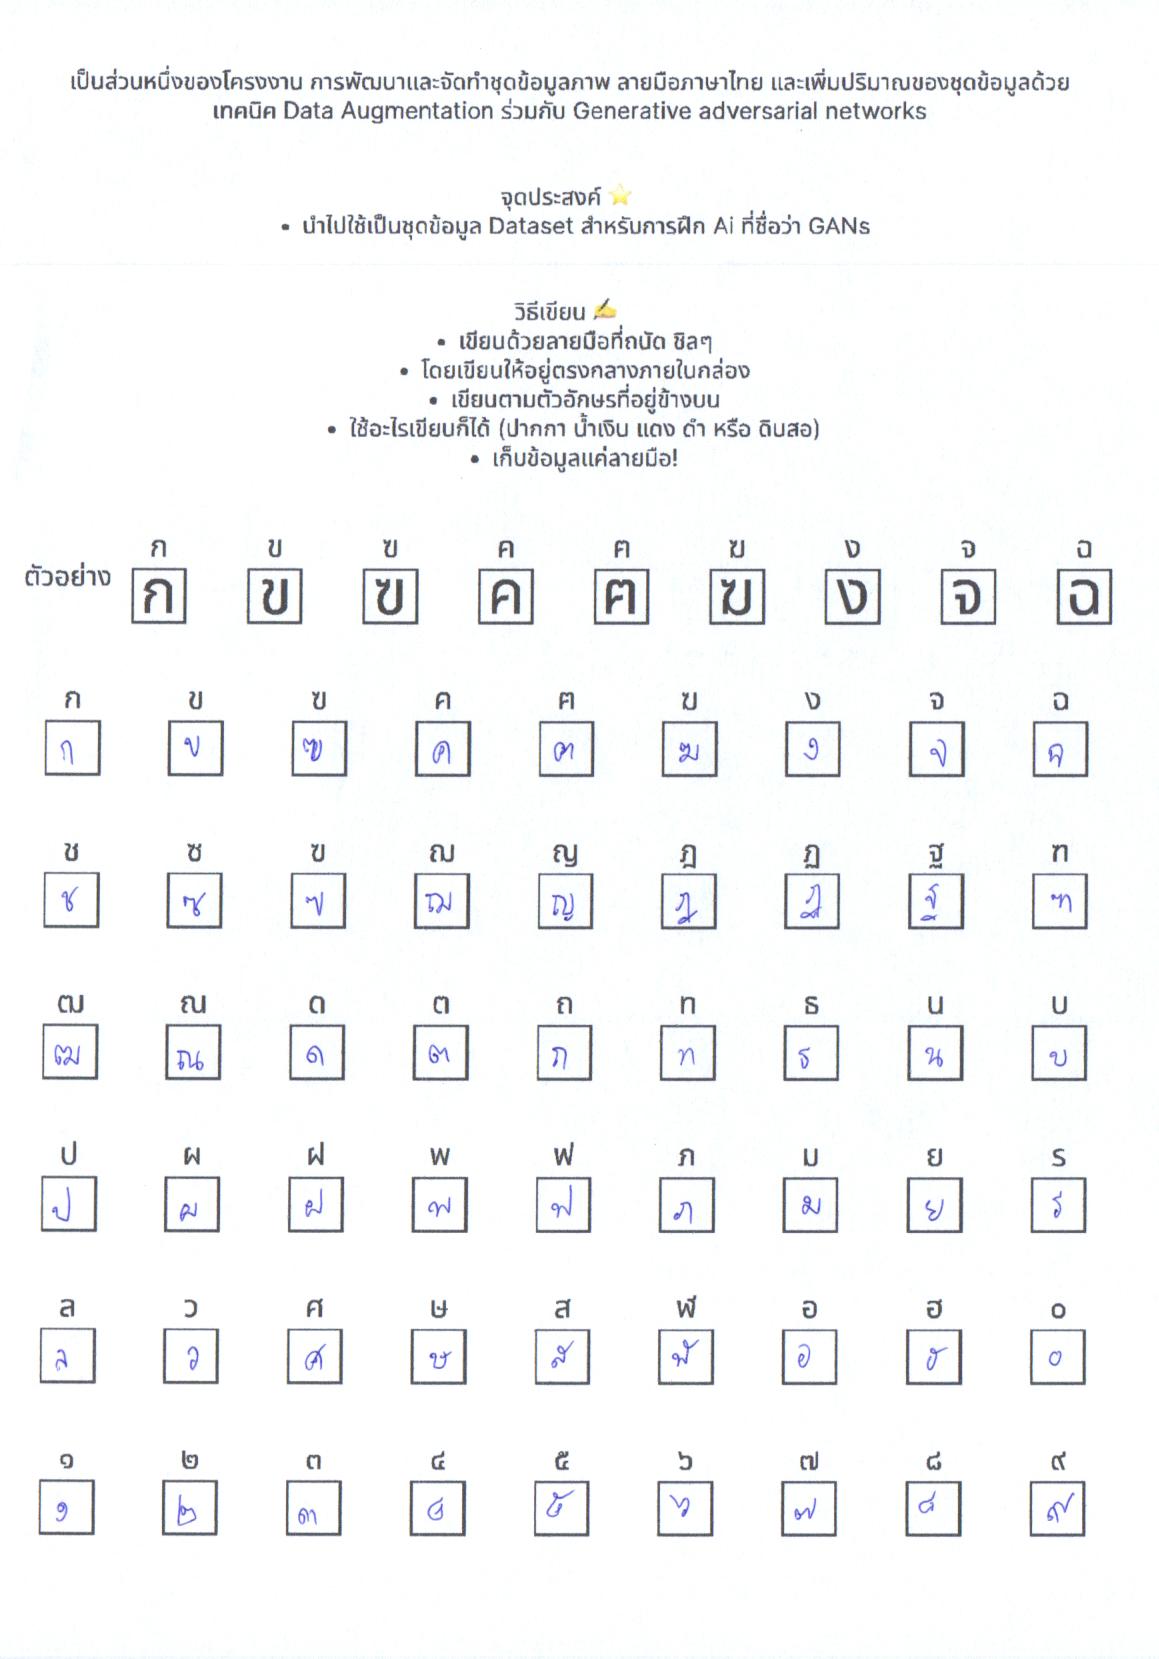 เป็นส่วนหนึ่งของโครงงาน การพัฒนาและจัดทำชุดข้อมูลภาพ ลายมือภาษาไทย และเพิ่มปริมาณของชุดข้อมูลด้วย
เทคนิค Data Augmentation ร่วมกับ Generative adversarial networks
จุดประสงค์ ⭐
• นำไปใช้เป็นชุดข้อมูล Dataset สำหรับการฝึก Ai ที่ชื่อว่า GANs
วิธีเขียน ✍️
• เขียนด้วยลายมือที่ถนัด ชิลๆ
• โดยเขียนให้อยู่ตรงกลางภายในกล่อง
• เขียนตามตัวอักษรที่อยู่ข้างบน
• ใช้อะไรเขียนก็ได้ (ปากกา น้ำเงิน แดง ดำ หรือ ดินสอ)
• เก็บข้อมูลแค่ลายมือ!
ก ข ฃ ค ฅ ฆ ง จ ฉ
ตัวอย่าง ก ข ฃ ค ฅ ฆ ง จ ฉ
ก ข ฃ ค ฅ ฆ ง จ ฉ
ก ข ฃ ค ฅ ฆ ง จ ฉ
ช ซ ฃ ฌ ญ ฎ ฏ ฐ ฑ
ช ซ ฃ ฌ ญ ฎ ฏ ฐ ฑ
ฒ ณ ด ต ถ ท ธ น บ
ฒ ณ ด ต ถ ท ธ น บ
ป ผ ฝ พ ฟ ภ ม ย ร
ป ผ ฝ พ ฟ ภ ม ย ร
ล ว ศ ษ ส ฬ อ ฮ ๐
ล ว ศ ษ ส ฬ อ ฮ ๐
๑ ๒ ๓ ๔ ๕ ๖ ๗ ๘ ๙
๑ ๒ ๓ ๔ ๕ ๖ ๗ ๘ ๙